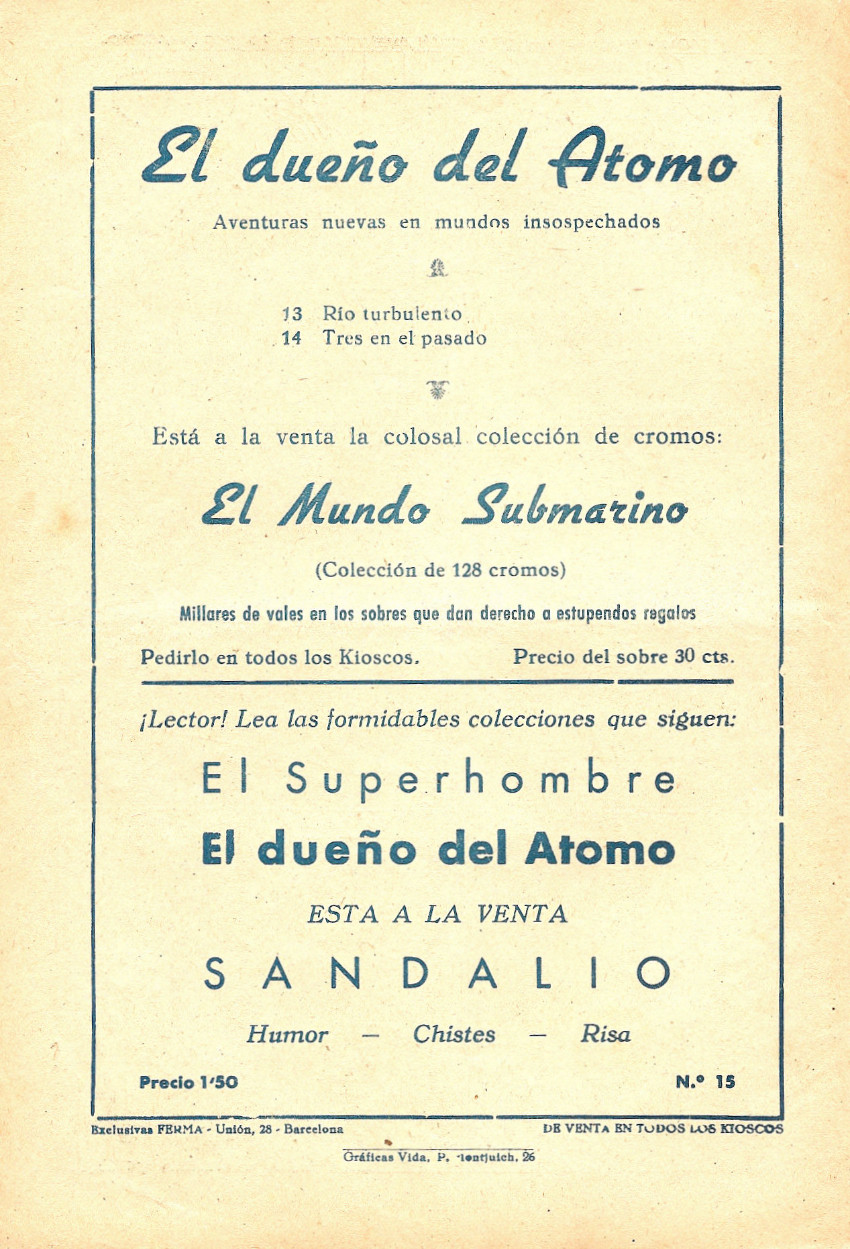 El dueño del Atomo
Aventuras nuevas en mundos insospechados
13 Río turbulento
14 Tres en el pasado
Está a la venta la colosal colección de cromos:
El Mundo Submarino
(Colección de 128 cromos)
Millares de vales en los sobres que dan derecho a estupendos regalos
Pedirlo en todos los Kioscos. Precio del sobre 30 cts.
¡Lector! Lea las formidables colecciones que siguen:
El Superhombre
El dueño del Atomo
ESTA A LA VENTA
SANDALIO
Humor – Chistes – Risa
Precio 1'50 N.º 15
Exclusivas FERMA - Unión, 28 - Barcelona DE VENTA EN TODOS LOS KIOSCOS
Gráficas Vida, P. 26